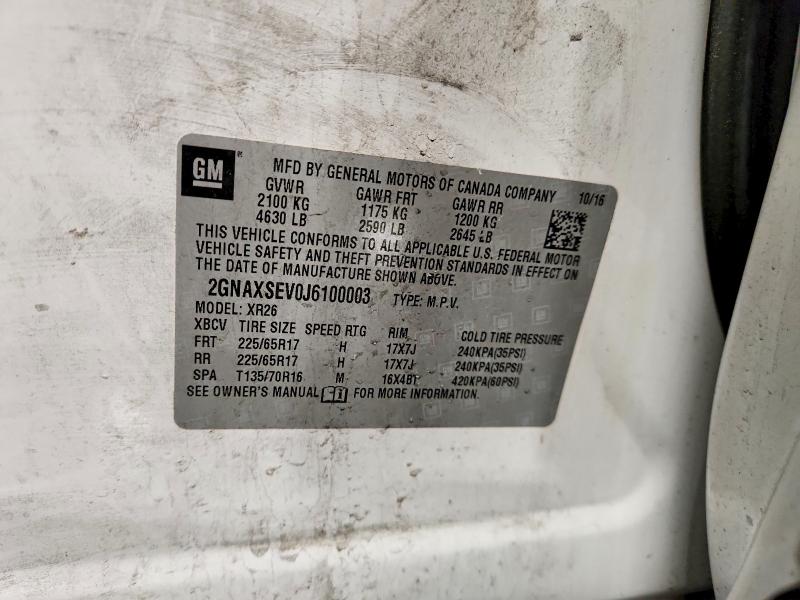 GM
MFD BY GENERAL MOTORS OF CANADA COMPANY 10/16
GVWR GAWR FRT GAWR RR
2100 KG 1175 KG 1200 KG
4630 LB 2590 LB 2645 LB
THIS VEHICLE CONFORMS TO ALL APPLICABLE U.S. FEDERAL MOTOR
VEHICLE SAFETY AND THEFT PREVENTION STANDARDS IN EFFECT ON
THE DATE OF MANUFACTURE SHOWN ABOVE.
2GNAXSEV0J6100003 TYPE: M.P.V.
MODEL: XR26
XBCV TIRE SIZE SPEED RTG RIM COLD TIRE PRESSURE
FRT 225/65R17 H 17X7J 240KPA(35PSI)
RR 225/65R17 H 17X7J 240KPA(35PSI)
SPA T135/70R16 M 16X4BT 420KPA(60PSI)
SEE OWNER'S MANUAL FOR MORE INFORMATION.